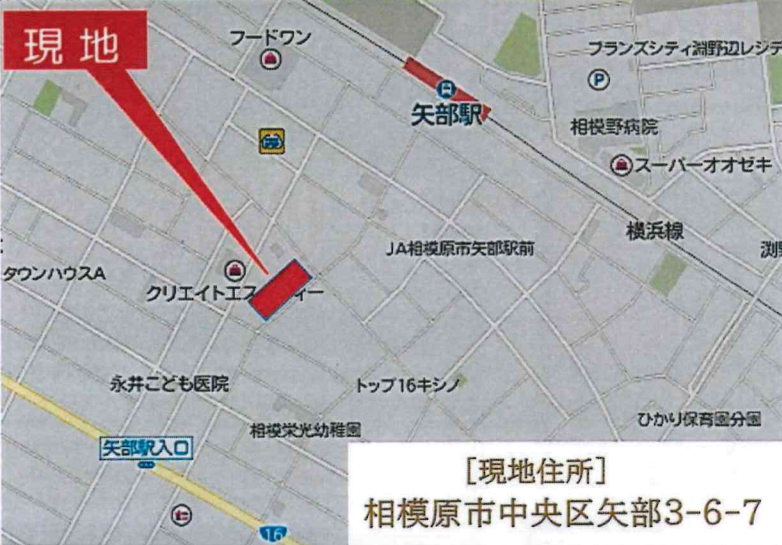 現地
フードワン
ブランズシティ淵野辺レジデ
P
矢部駅
相模野病院
スーパーオオゼキ
横浜線
JA相模原市矢部駅前
タウンハウスA
クリエイトエス
ィー
永井こども医院
トップ16キシノ
相模栄光幼稚園
ひかり保育園分園
矢部駅入口
16
[現地住所]
相模原市中央区矢部3-6-7